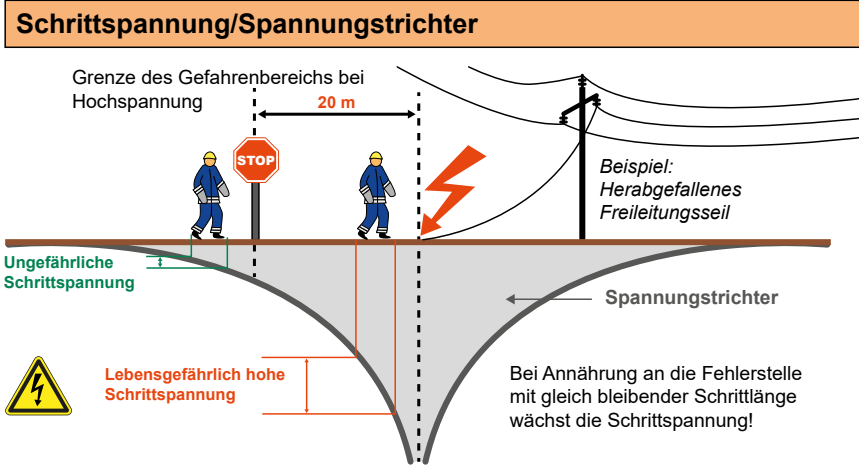 Schrittspannung/Spannungstrichter
Grenze des Gefahrenbereichs bei
Hochspannung
20 m
STOP
Beispiel:
Herabgefallenes
Freileitungsseil
Ungefährliche
Schrittspannung
Spannungstrichter
Lebensgefährlich hohe
Schrittspannung
Bei Annährung an die Fehlerstelle
mit gleich bleibender Schrittlänge
wächst die Schrittspannung!